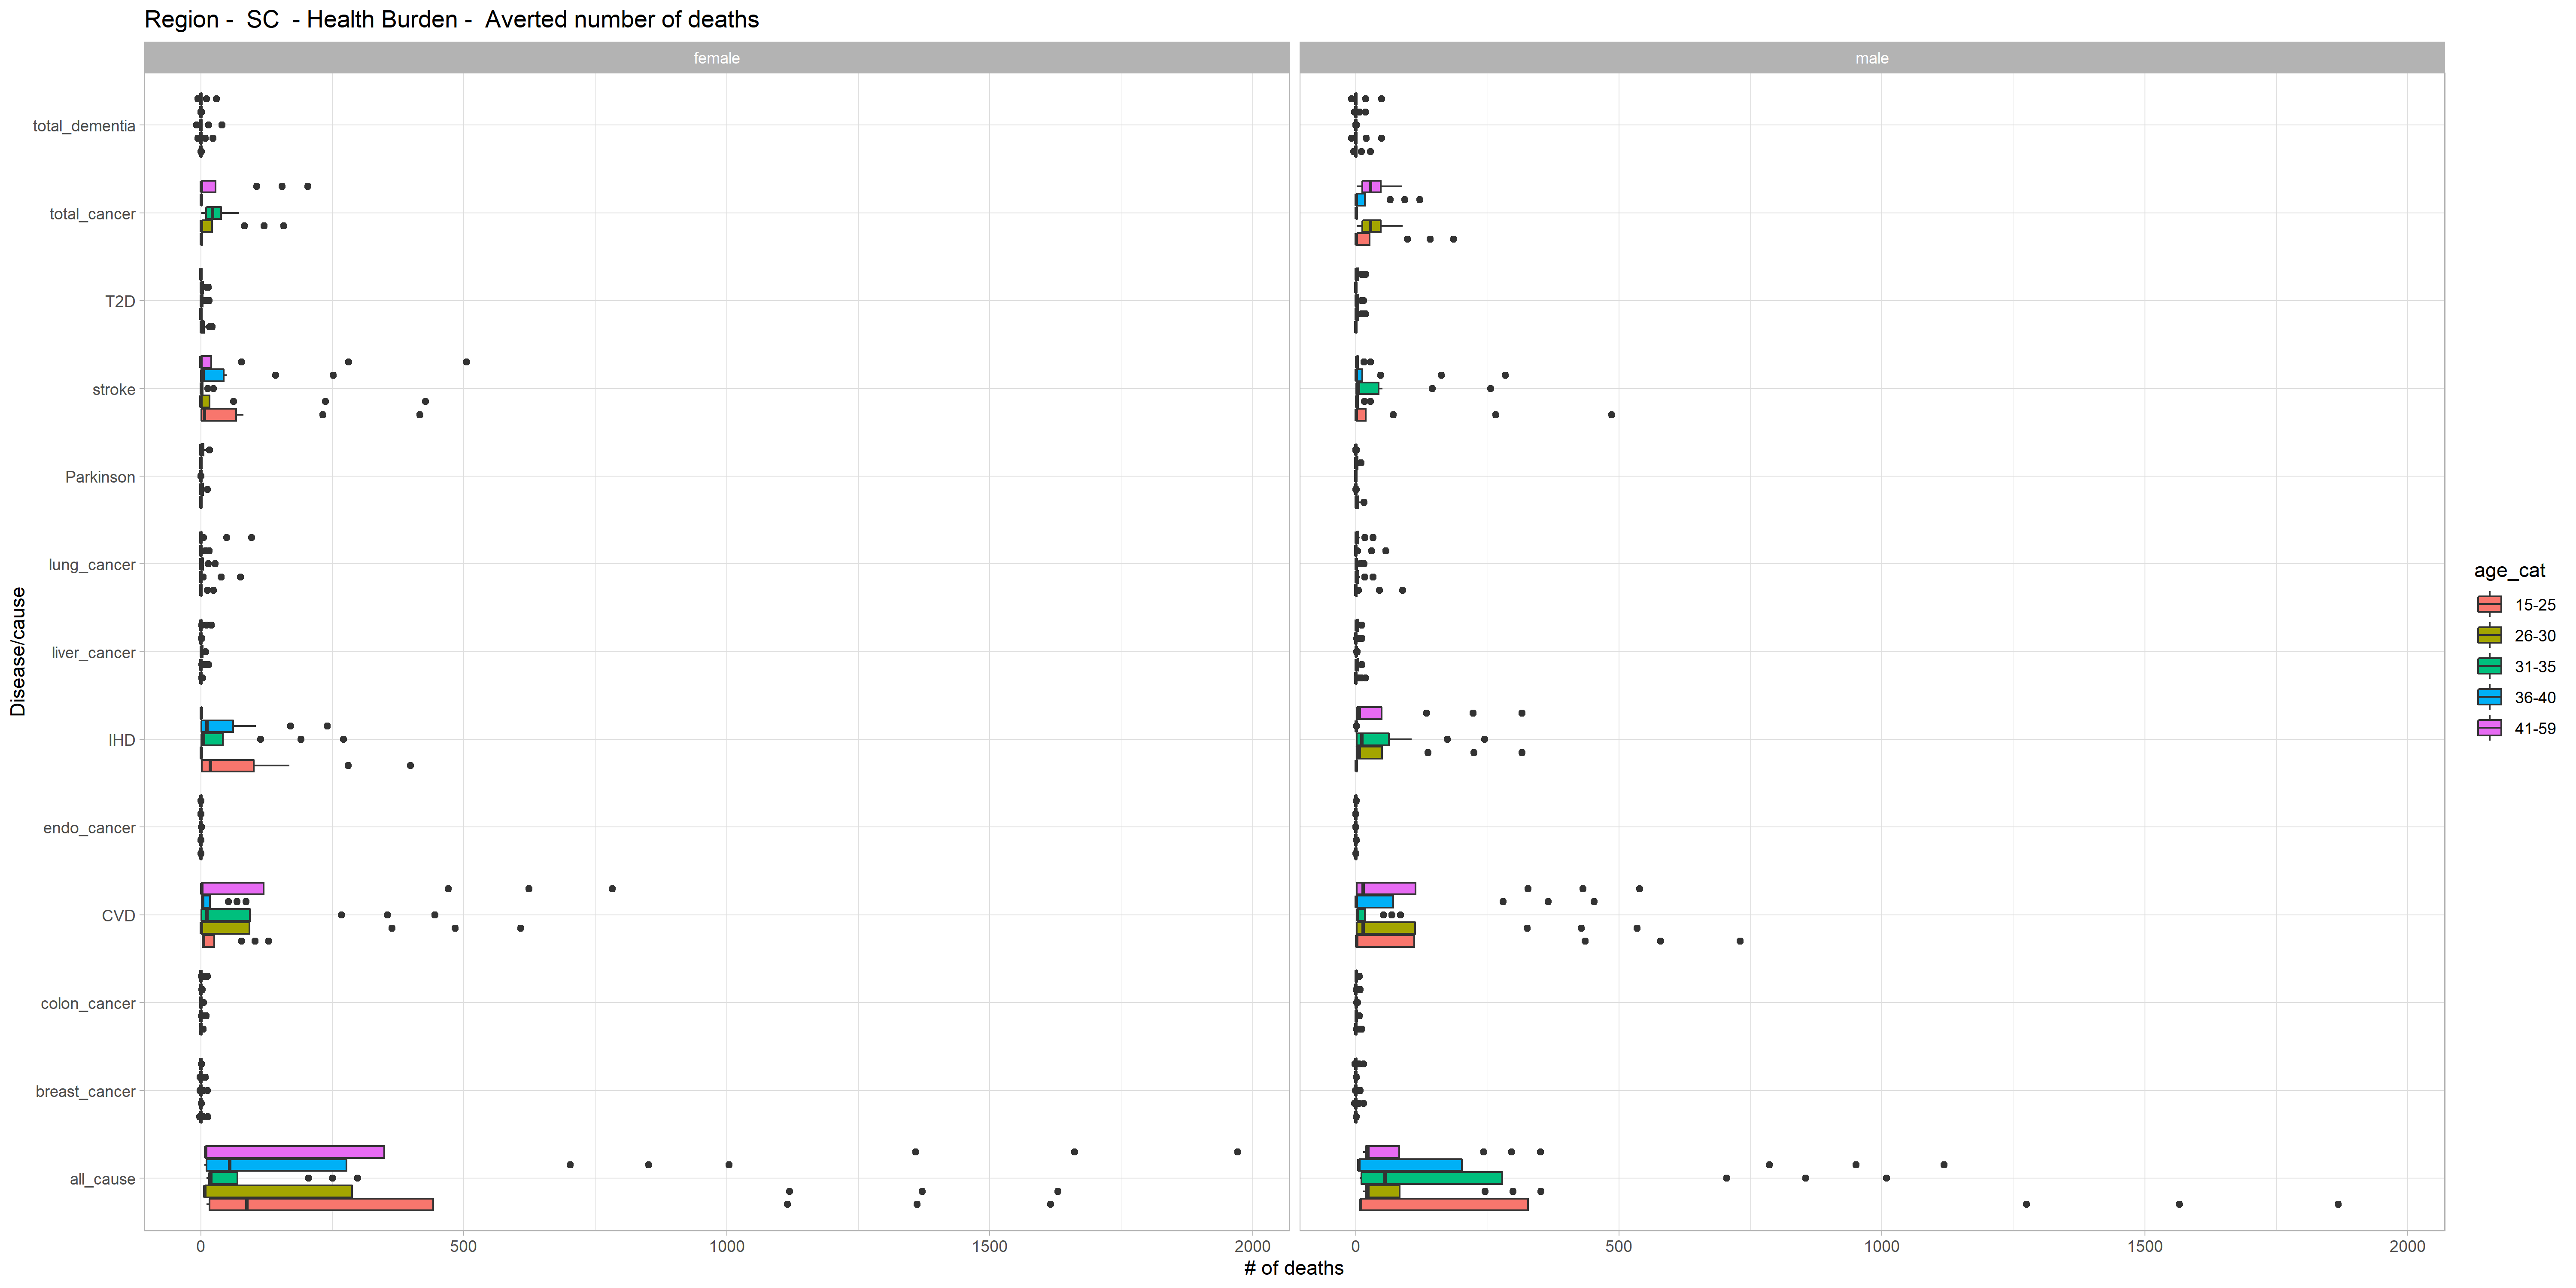 Region -  SC  - Health Burden -  Averted number of deaths
female
male
total_dementia
total_cancer
T2D
stroke
Parkinson
lung_cancer
liver_cancer
IHD
endo_cancer
CVD
colon_cancer
breast_cancer
all_cause
Disease/cause
0 500 1000 1500 2000
0 500 1000 1500 2000
# of deaths
age_cat
15-25
26-30
31-35
36-40
41-59